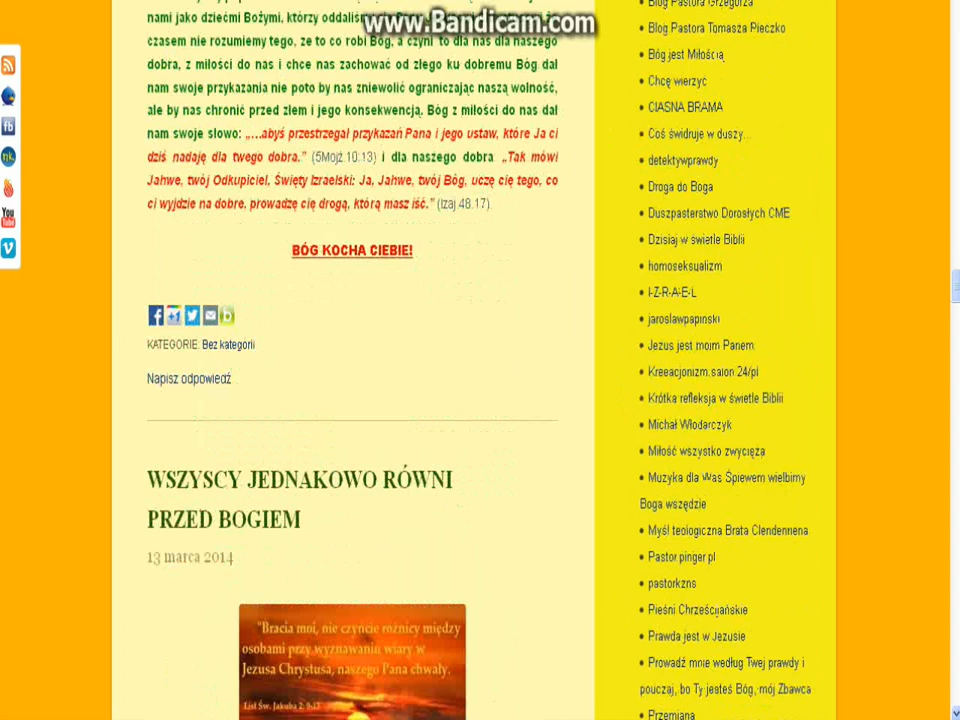 www.Bandicam.com
nami jako dziećmi Bożymi, którzy
czasem nie rozumiemy tego, ze to co robi Bóg, a czyni to dla nas dla naszego
dobra, z milości do nas i chce nas zachować od złego ku dobremu Bóg dał
nam swoje przykazania nie poto by nas zniewolić ograniczając naszą wolność,
ale by nas chronić przed złem i jego konsekwencją. Bóg z milości do nas dał
nam swoje słowo: „…abyś przestrzegał przykazań Pana i jego ustaw, które Ja ci
dziś nadaję dla twego dobra.” (5Mojż.10:13) i dla naszego dobra „Tak mówi
Jahwe, twój Odkupiciel, Święty Izraelski: Ja, Jahwe, twój Bóg, uczę cię tego, co
ci wyjdzie na dobre, prowadzę cię drogą, którą masz iść.” (Izaj.48.17).
BÓG KOCHA CIEBIE!
KATEGORIE: Bez kategorii
Napisz odpowiedź
WSZYSCY JEDNAKOWO RÓWNI
PRZED BOGIEM
13 marca 2014
"Bracia moi, nie czyńcie różnicy między
osobami przy wyznawaniu wiary w
Jezusa Chrystusa, naszego Pana chwały.
List Św. Jakuba 2:
• Blog Pastora Grzegorza
• Blog Pastora Tomasza Pieczko
• Bóg jest Miłością
• Chcę wierzyć
• CIASNA BRAMA
• Coś świdruje w duszy...
• detektywprawdy
• Droga do Boga
• Duszpasterstwo Dorosłych CME
• Dzisiaj w świetle Biblii
• homoseksualizm
• I-Z-R-A-E-L
• jaroslawpapinski
• Jezus jest moim Panem
• Kreeacjonizm.salon 24/pl
• Krótka refleksja w świetle Biblii
• Michał Włodarczyk
• Miłość wszystko zwycięża
• Muzyka dla Was Śpiewem wielbimy
Boga wszędzie
• Myśl teologiczna Brata Clendennena
• Pastor pinger pl
• pastorkzns
• Pieśni Chrześcijańskie
• Prawda jest w Jezusie
• Prowadź mnie według Twej prawdy i
pouczaj, bo Ty jesteś Bóg, mój Zbawca
• Przemiana